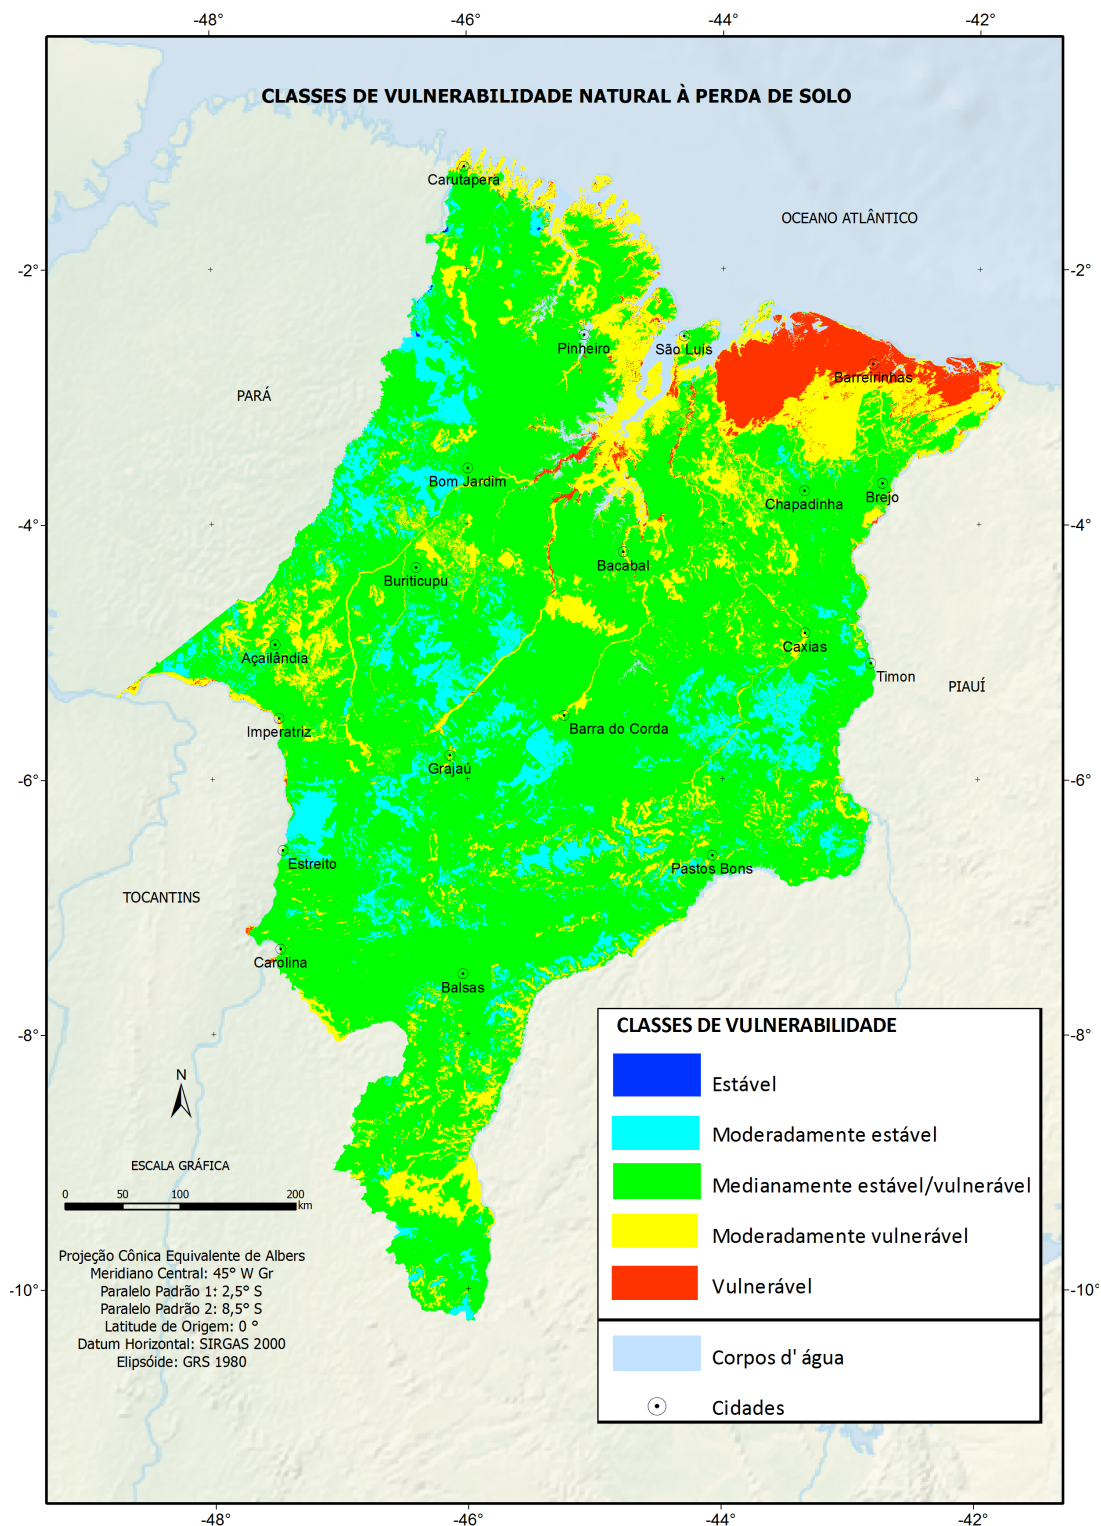 -48°
-46°
-44°
-42°
CLASSES DE VULNERABILIDADE NATURAL À PERDA DE SOLO
Carutapera
OCEANO ATLÂNTICO
-2°
-2°
Pinheiro
São Luís
Barreirinhas
PARÁ
Bom Jardim
Chapadinha
Brejo
-4°
-4°
Bacabal
Buriticupu
Açailândia
Caxias
Timon
PIAUÍ
Imperatriz
Barra do Corda
Grajaú
-6°
-6°
Estreito
Pastos Bons
TOCANTINS
Carolina
Balsas
-8°
-8°
CLASSES DE VULNERABILIDADE
Estável
Moderadamente estável
Medianamente estável/vulnerável
Moderadamente vulnerável
Vulnerável
Corpos d' água
Cidades
N
ESCALA GRÁFICA
0 50 100 200
km
Projeção Cônica Equivalente de Albers
Meridiano Central: 45° W Gr
Paralelo Padrão 1: 2,5° S
Paralelo Padrão 2: 8,5° S
Latitude de Origem: 0 °
Datum Horizontal: SIRGAS 2000
Elipsóide: GRS 1980
-10°
-10°
-48°
-46°
-44°
-42°